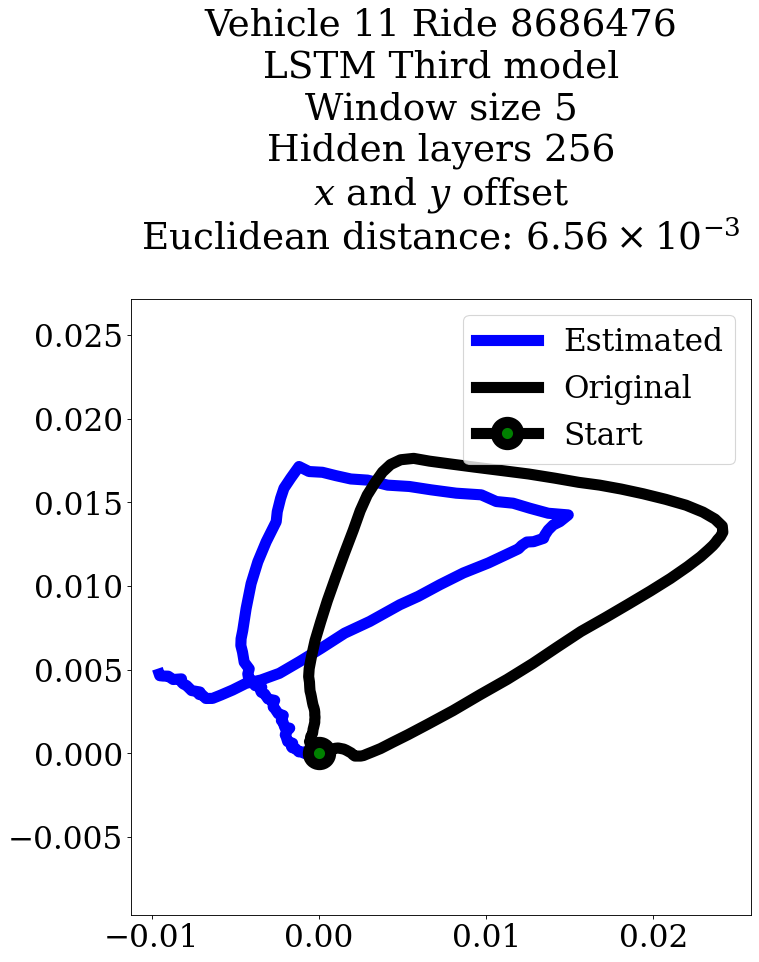 Vehicle 11 Ride 8686476
LSTM Third model
Window size 5
Hidden layers 256
x and y offset
Euclidean distance: 6.56 × 10⁻³
Estimated
Original
Start
0.025
0.020
0.015
0.010
0.005
0.000
−0.005
−0.01 0.00 0.01 0.02